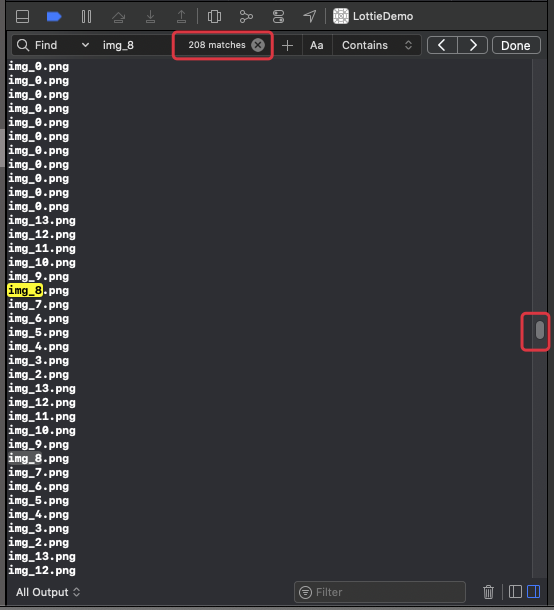 LottieDemo
Find img_8 208 matches Aa Contains Done
img_0.png
img_0.png
img_0.png
img_0.png
img_0.png
img_0.png
img_0.png
img_0.png
img_0.png
img_0.png
img_0.png
img_13.png
img_12.png
img_11.png
img_10.png
img_9.png
img_8.png
img_7.png
img_6.png
img_5.png
img_4.png
img_3.png
img_2.png
img_13.png
img_12.png
img_11.png
img_10.png
img_9.png
img_8.png
img_7.png
img_6.png
img_5.png
img_4.png
img_3.png
img_2.png
img_13.png
img_12.png
All Output Filter